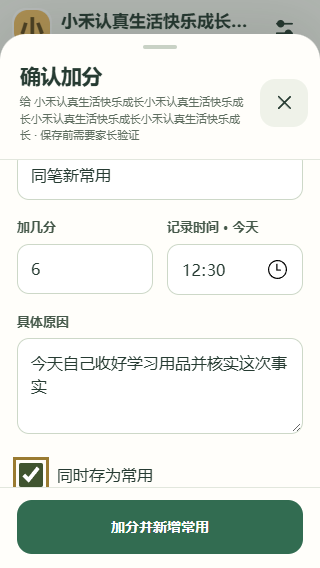 小
小禾认真生活快乐成长...
确认加分
给 小禾认真生活快乐成长小禾认真生活快乐成
长小禾认真生活快乐成长小禾认真生活快乐成
长 · 保存前需要家长验证
同笔新常用
加几分
记录时间 • 今天
6
12:30
具体原因
今天自己收好学习用品并核实这次事
实
同时存为常用
加分并新增常用